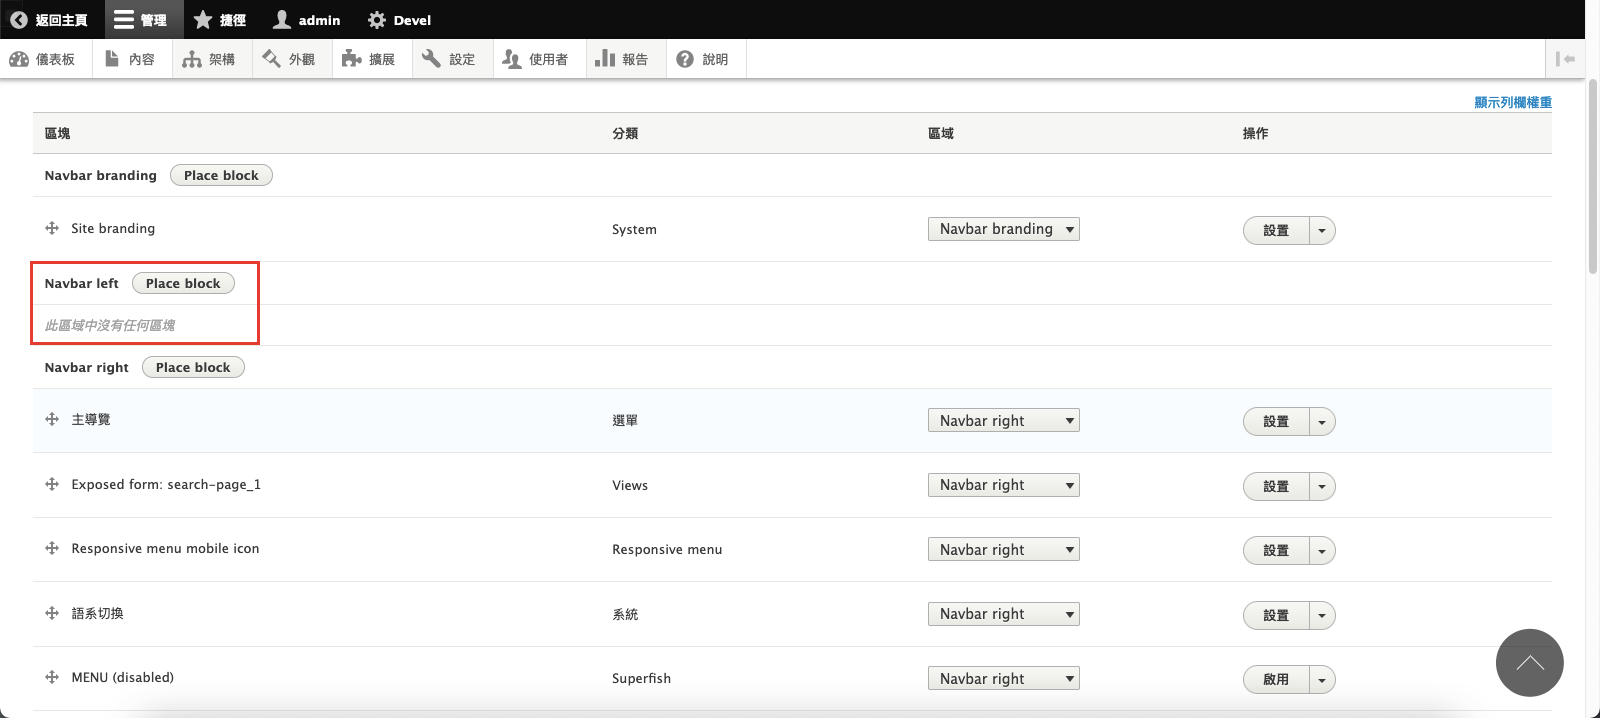 返回主頁 管理 捷徑 admin Devel
儀表板 內容 架構 外觀 擴展 設定 使用者 報告 說明
顯示列欄權重
區塊 分類 區域 操作
Navbar branding Place block
Site branding System Navbar branding 設置
Navbar left Place block
此區域中沒有任何區塊
Navbar right Place block
主導覽 選單 Navbar right 設置
Exposed form: search-page_1 Views Navbar right 設置
Responsive menu mobile icon Responsive menu Navbar right 設置
語系切換 系統 Navbar right 設置
MENU (disabled) Superfish Navbar right 啟用